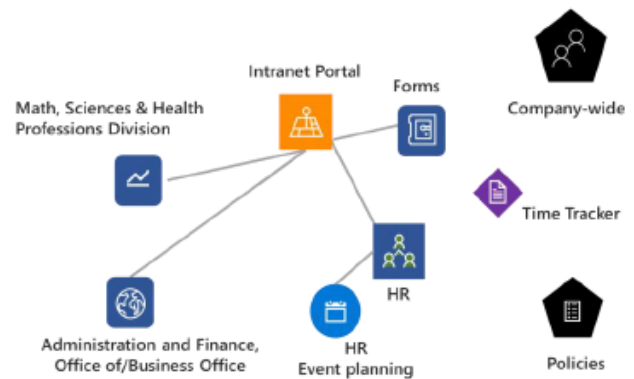 Intranet Portal
Forms
Math, Sciences & Health
Professions Division
Company-wide
Time Tracker
HR
Administration and Finance,
Office of/Business Office
HR
Event planning
Policies